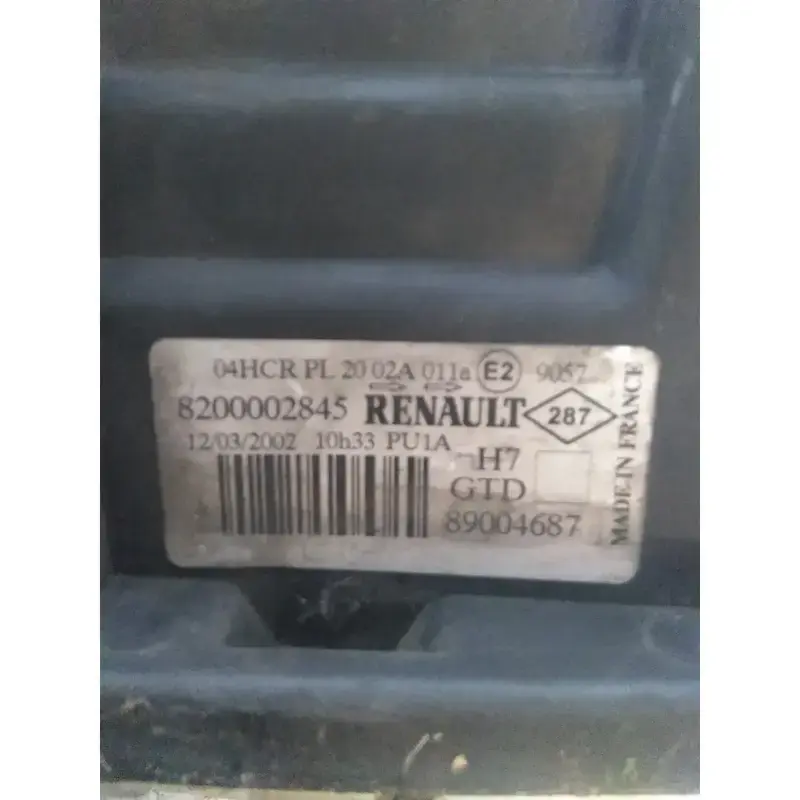 04HCR PL 20 02A 011a E2
8200002845 RENAULT 287
12/03/2002 10h33 PU1A
H7
GTD
89004687
MADE IN FRANCE